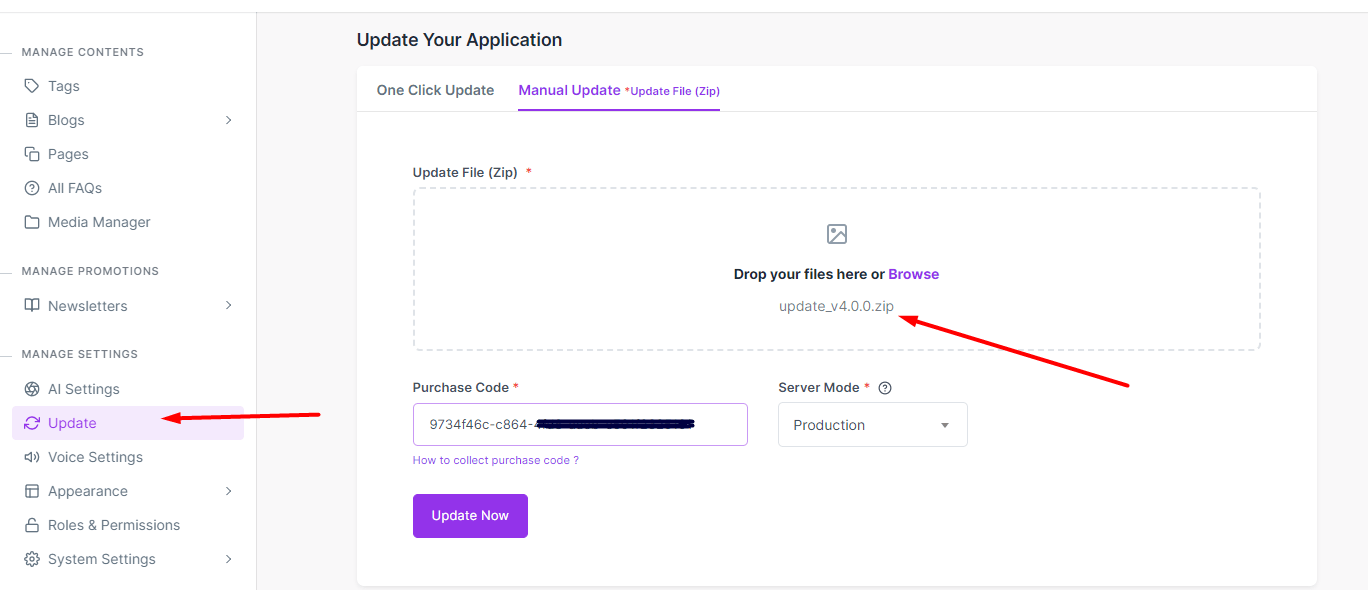 MANAGE CONTENTS
Tags
Blogs
Pages
All FAQs
Media Manager
MANAGE PROMOTIONS
Newsletters
MANAGE SETTINGS
AI Settings
Update
Voice Settings
Appearance
Roles & Permissions
System Settings
Update Your Application
One Click Update
Manual Update *Update File (Zip)
Update File (Zip) *
Drop your files here or Browse
update_v4.0.0.zip
Purchase Code *
9734f46c-c864-
How to collect purchase code ?
Server Mode *
Production
Update Now